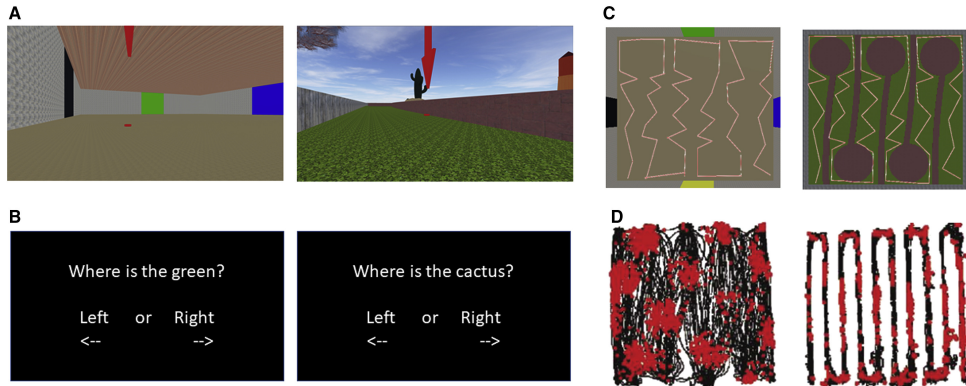 A
C
B
Where is the green?
Left or Right
<-- -->
Where is the cactus?
Left or Right
<-- -->
D